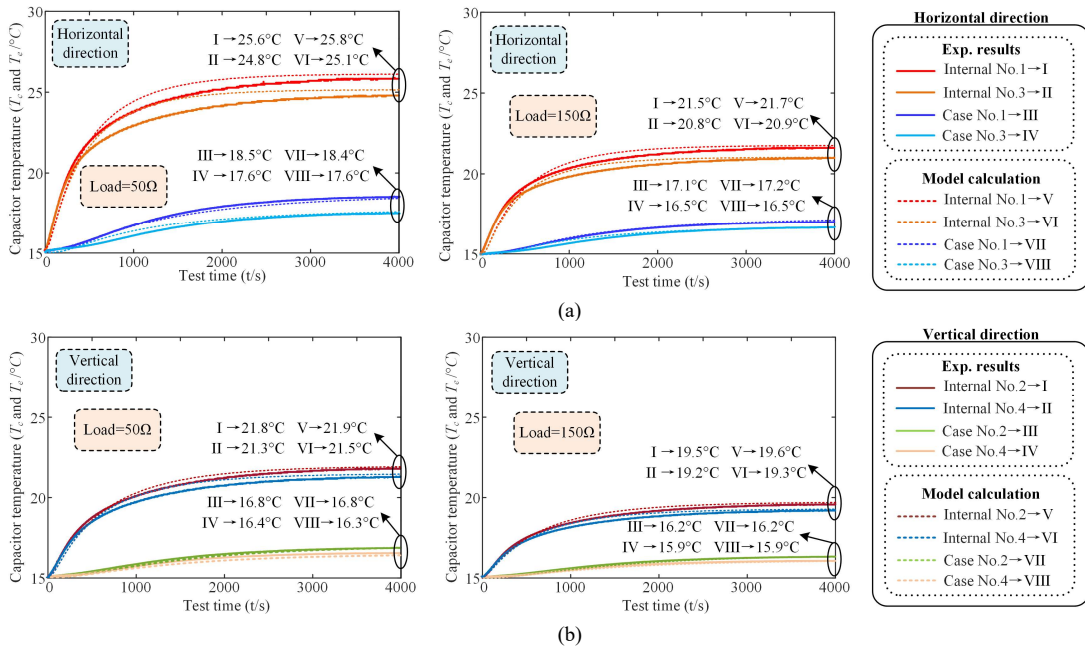 Capacitor temperature (T_c and T_e/°C)
30
25
20
15
0
1000
2000
3000
4000
Test time (t/s)
Horizontal
direction
I→25.6°C V→25.8°C
II→24.8°C VI→25.1°C
III→18.5°C VII→18.4°C
IV→17.6°C VIII→17.6°C
Load=50Ω
Capacitor temperature (T_c and T_e/°C)
30
25
20
15
0
1000
2000
3000
4000
Test time (t/s)
Horizontal
direction
Load=150Ω
I→21.5°C V→21.7°C
II→20.8°C VI→20.9°C
III→17.1°C VII→17.2°C
IV→16.5°C VIII→16.5°C
Horizontal direction
Exp. results
Internal No.1→I
Internal No.3→II
Case No.1→III
Case No.3→IV
Model calculation
Internal No.1→V
Internal No.3→VI
Case No.1→VII
Case No.3→VIII
(a)
Capacitor temperature (T_c and T_e/°C)
30
25
20
15
0
1000
2000
3000
4000
Test time (t/s)
Vertical
direction
Load=50Ω
I→21.8°C V→21.9°C
II→21.3°C VI→21.5°C
III→16.8°C VII→16.8°C
IV→16.4°C VIII→16.3°C
Capacitor temperature (T_c and T_e/°C)
30
25
20
15
0
1000
2000
3000
4000
Test time (t/s)
Vertical
direction
Load=150Ω
I→19.5°C V→19.6°C
II→19.2°C VI→19.3°C
III→16.2°C VII→16.2°C
IV→15.9°C VIII→15.9°C
Vertical direction
Exp. results
Internal No.2→I
Internal No.4→II
Case No.2→III
Case No.4→IV
Model calculation
Internal No.2→V
Internal No.4→VI
Case No.2→VII
Case No.4→VIII
(b)